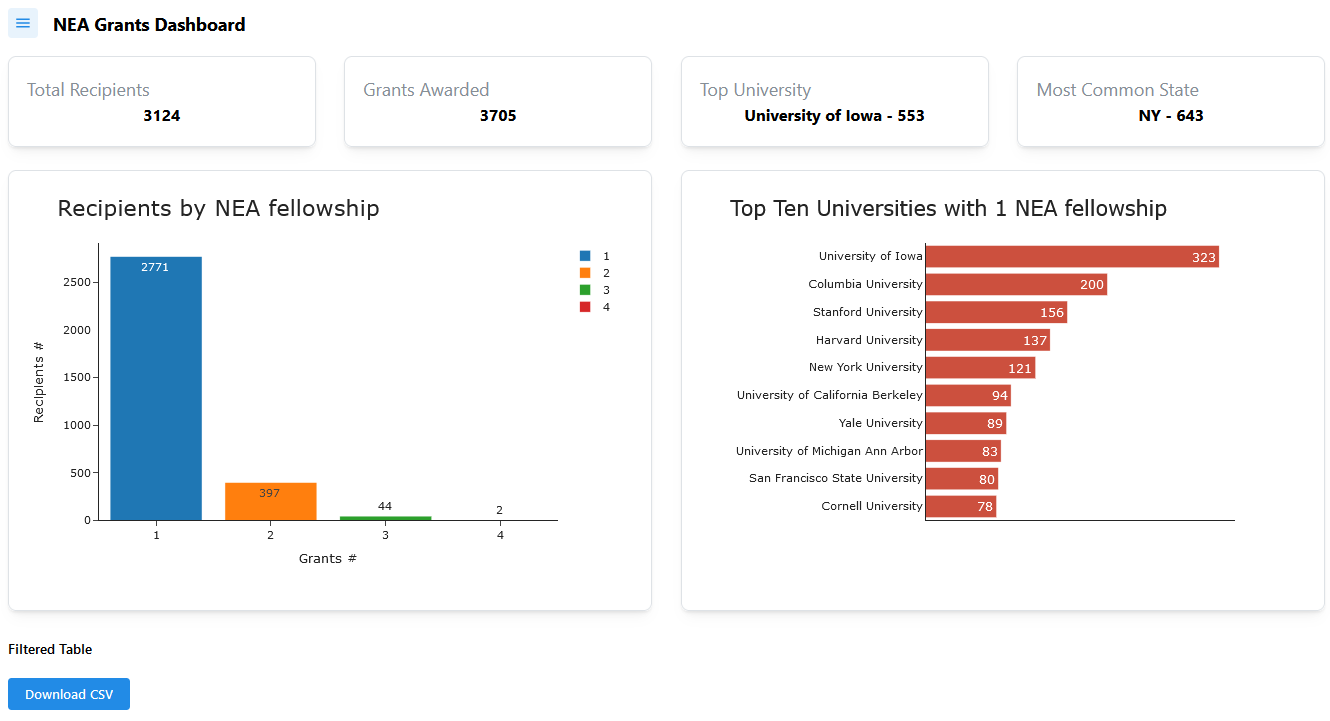 NEA Grants Dashboard
Total Recipients
3124
Grants Awarded
3705
Top University
University of Iowa - 553
Most Common State
NY - 643
Recipients by NEA fellowship
2771
397
44
2
0
500
1000
1500
2000
2500
Recipients #
1
2
3
4
Grants #
1
2
3
4
Top Ten Universities with 1 NEA fellowship
University of Iowa 323
Columbia University 200
Stanford University 156
Harvard University 137
New York University 121
University of California Berkeley 94
Yale University 89
University of Michigan Ann Arbor 83
San Francisco State University 80
Cornell University 78
Filtered Table
Download CSV